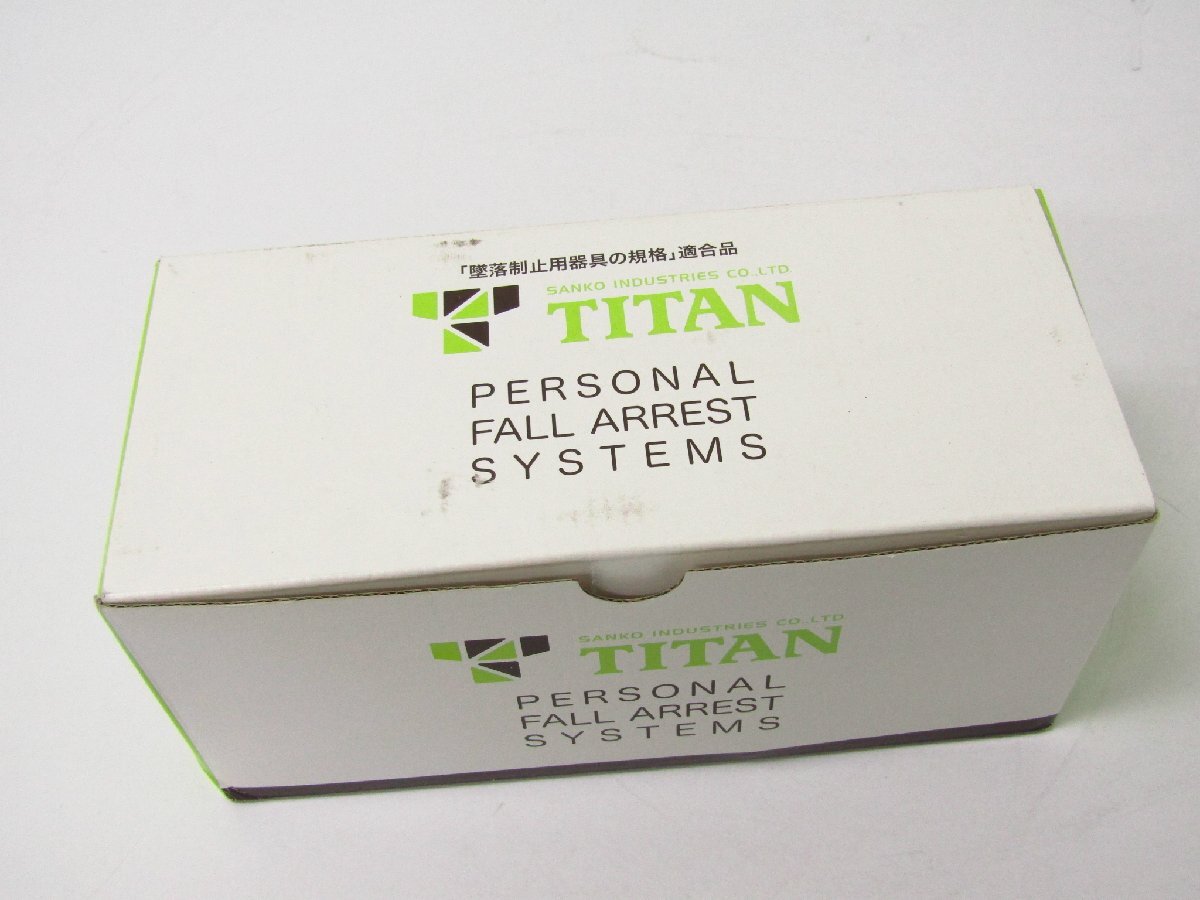 「墜落制止用器具の規格」適合品
SANKO INDUSTRIES CO.,LTD.
TITAN
PERSONAL
FALL ARREST
SYSTEMS
SANKO INDUSTRIES CO.,LTD
TITAN
PERSONAL
FALL ARREST
SYSTEMS